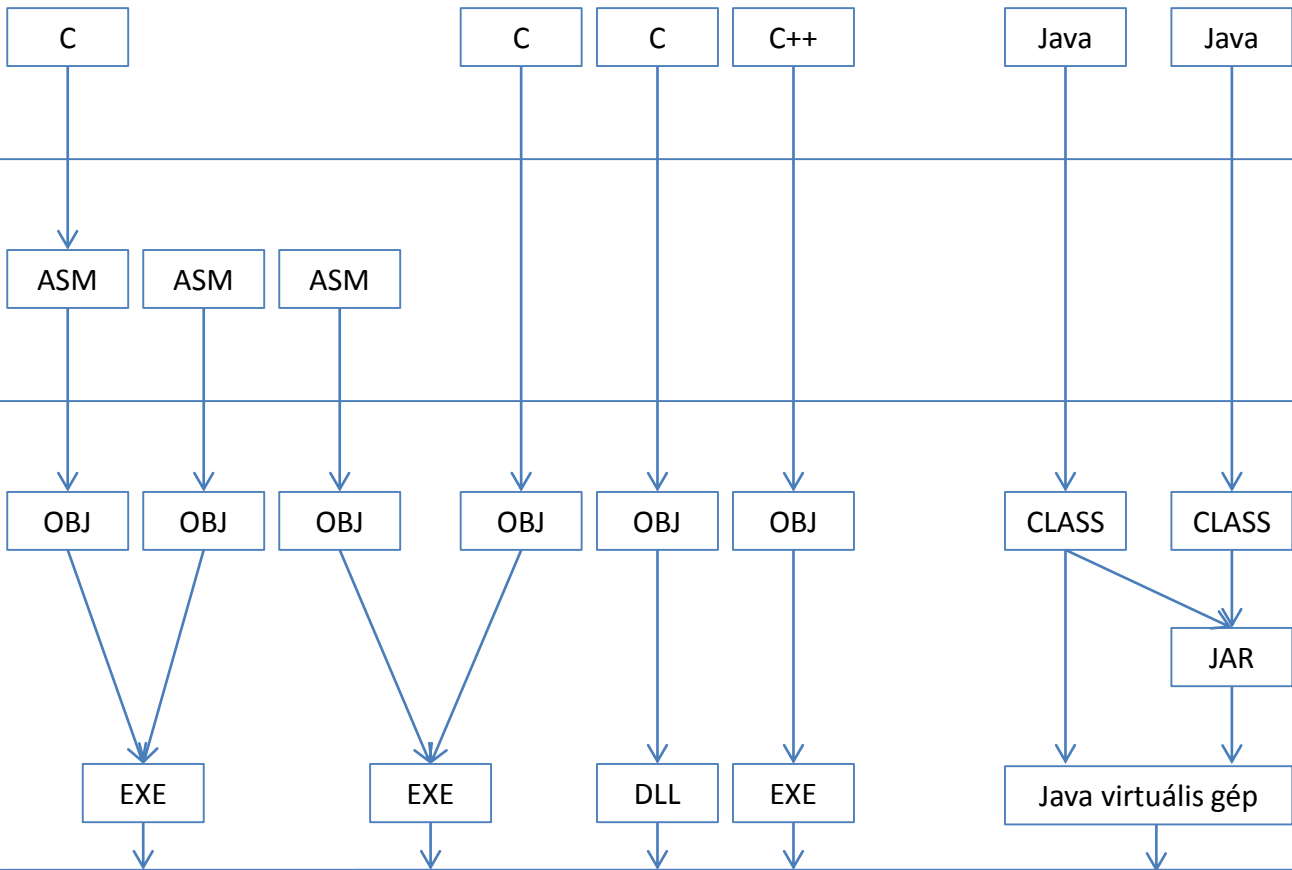 C
C
C
C++
Java
Java
ASM
ASM
ASM
OBJ
OBJ
OBJ
OBJ
OBJ
OBJ
CLASS
CLASS
JAR
EXE
EXE
DLL
EXE
Java virtuális gép